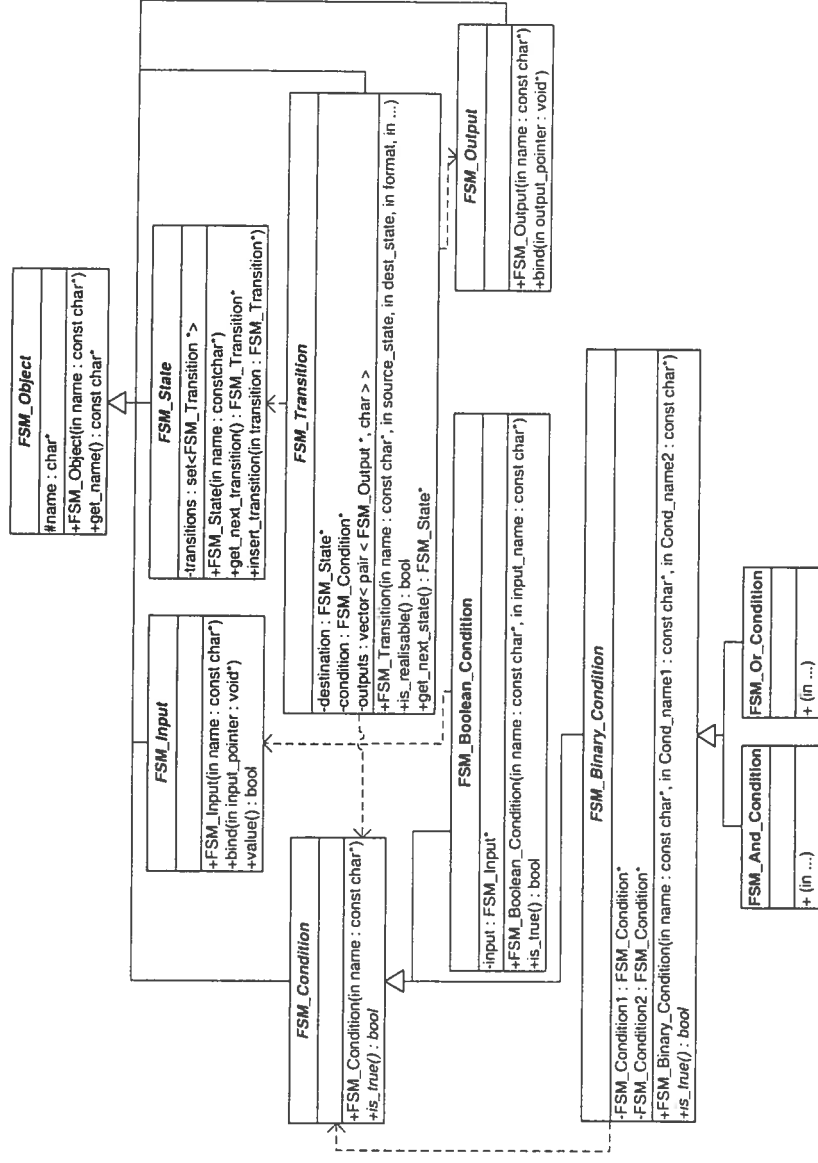 FSM_Object
#name : char*
+FSM_Object(in name : const char*)
+get_name() : const char*
FSM_Input
+FSM_Input(in name : const char*)
+bind(in input_pointer : void*)
+value() : bool
FSM_State
-transitions : set<FSM_Transition *>
+FSM_State(in name : constchar*)
+get_next_transition() : FSM_Transition*
+insert_transition(in transition : FSM_Transition*)
FSM_Condition
+FSM_Condition(in name : const char*)
+is_true() : bool
FSM_Transition
-destination : FSM_State*
-condition : FSM_Condition*
-outputs : vector< pair < FSM_Output *, char > >
+FSM_Transition(in name : const char*, in source_state, in dest_state, in format, in ...)
+is_realisable() : bool
+get_next_state() : FSM_State*
FSM_Boolean_Condition
-input : FSM_Input*
+FSM_Boolean_Condition(in name : const char*, in input_name : const char*)
+is_true() : bool
FSM_Output
+FSM_Output(in name : const char*)
+bind(in output_pointer : void*)
FSM_Binary_Condition
-FSM_Condition1 : FSM_Condition*
-FSM_Condition2 : FSM_Condition*
+FSM_Binary_Condition(in name : const char*, in Cond_name1 : const char*, in Cond_name2 : const char*)
+is_true() : bool
FSM_And_Condition
+ (in ...)
FSM_Or_Condition
+ (in ...)